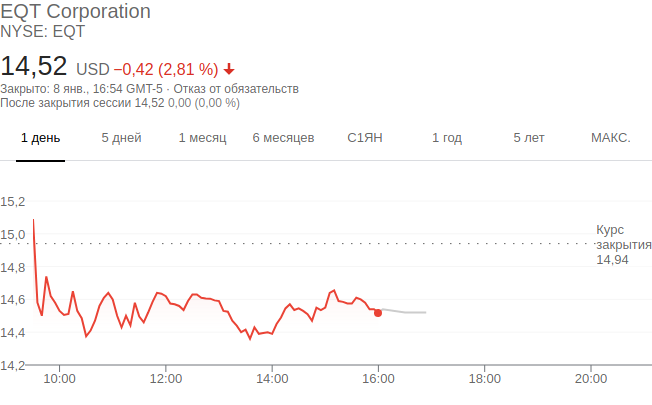 EQT Corporation
NYSE: EQT
14,52 USD −0,42 (2,81 %)
Закрыто: 8 янв., 16:54 GMT-5 · Отказ от обязательств
После закрытия сессии 14,52 0,00 (0,00 %)
1 день 5 дней 1 месяц 6 месяцев С1ЯН 1 год 5 лет МАКС.
15,2
15,0
14,8
14,6
14,4
14,2
Курс
закрытия
14,94
10:00 12:00 14:00 16:00 18:00 20:00